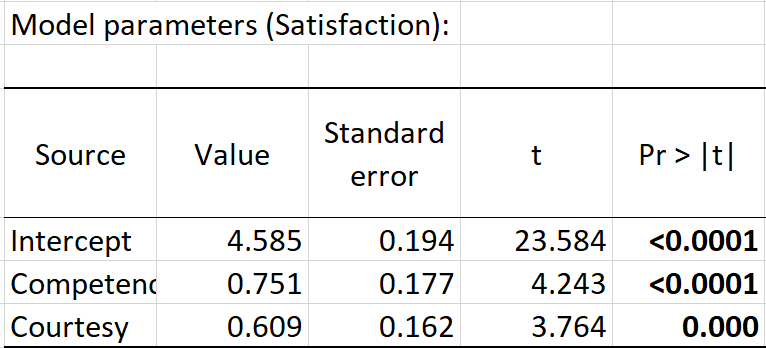 Model parameters (Satisfaction):
Source Value Standard error t Pr > |t|
Intercept 4.585 0.194 23.584 <0.0001
Competenc 0.751 0.177 4.243 <0.0001
Courtesy 0.609 0.162 3.764 0.000